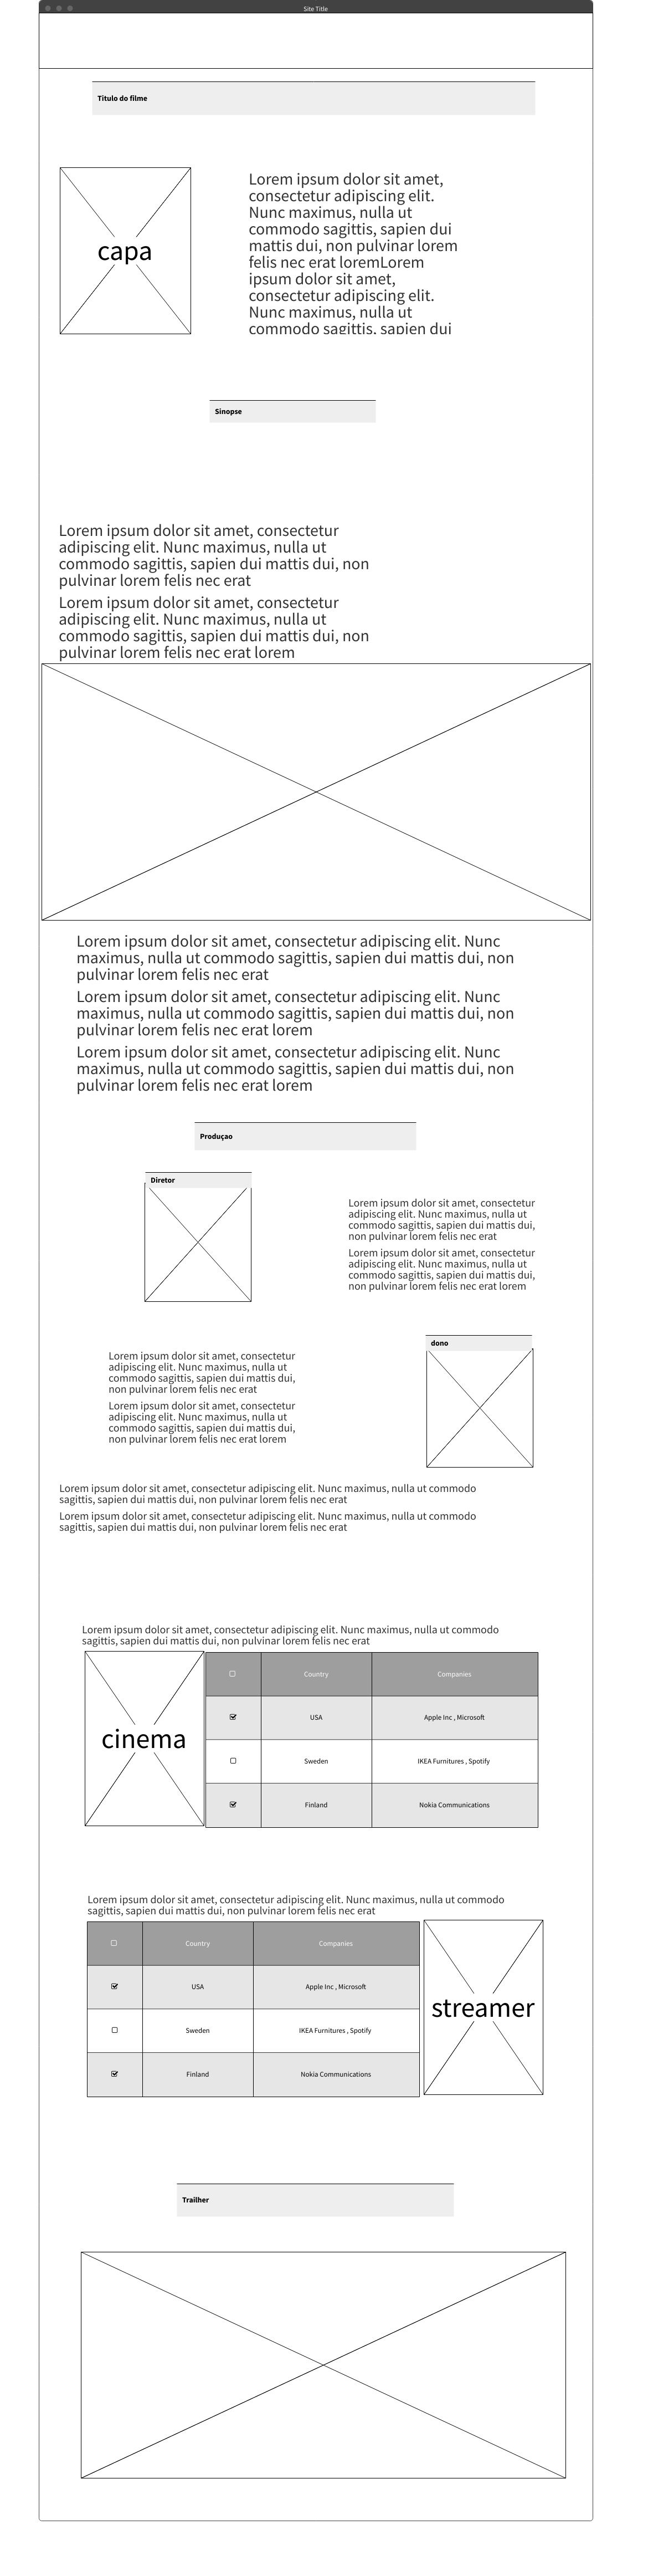 Site Title
Titulo do filme
capa
Lorem ipsum dolor sit amet,
consectetur adipiscing elit.
Nunc maximus, nulla ut
commodo sagittis, sapien dui
mattis dui, non pulvinar lorem
felis nec erat loremLorem
ipsum dolor sit amet,
consectetur adipiscing elit.
Nunc maximus, nulla ut
commodo sagittis, sapien dui
Sinopse
Lorem ipsum dolor sit amet, consectetur
adipiscing elit. Nunc maximus, nulla ut
commodo sagittis, sapien dui mattis dui, non
pulvinar lorem felis nec erat
Lorem ipsum dolor sit amet, consectetur
adipiscing elit. Nunc maximus, nulla ut
commodo sagittis, sapien dui mattis dui, non
pulvinar lorem felis nec erat lorem
Lorem ipsum dolor sit amet, consectetur adipiscing elit. Nunc
maximus, nulla ut commodo sagittis, sapien dui mattis dui, non
pulvinar lorem felis nec erat
Lorem ipsum dolor sit amet, consectetur adipiscing elit. Nunc
maximus, nulla ut commodo sagittis, sapien dui mattis dui, non
pulvinar lorem felis nec erat lorem
Lorem ipsum dolor sit amet, consectetur adipiscing elit. Nunc
maximus, nulla ut commodo sagittis, sapien dui mattis dui, non
pulvinar lorem felis nec erat lorem
Produçao
Diretor
Lorem ipsum dolor sit amet, consectetur
adipiscing elit. Nunc maximus, nulla ut
commodo sagittis, sapien dui mattis dui,
non pulvinar lorem felis nec erat
Lorem ipsum dolor sit amet, consectetur
adipiscing elit. Nunc maximus, nulla ut
commodo sagittis, sapien dui mattis dui,
non pulvinar lorem felis nec erat lorem
dono
Lorem ipsum dolor sit amet, consectetur
adipiscing elit. Nunc maximus, nulla ut
commodo sagittis, sapien dui mattis dui,
non pulvinar lorem felis nec erat
Lorem ipsum dolor sit amet, consectetur
adipiscing elit. Nunc maximus, nulla ut
commodo sagittis, sapien dui mattis dui,
non pulvinar lorem felis nec erat lorem
Lorem ipsum dolor sit amet, consectetur adipiscing elit. Nunc maximus, nulla ut commodo
sagittis, sapien dui mattis dui, non pulvinar lorem felis nec erat
Lorem ipsum dolor sit amet, consectetur adipiscing elit. Nunc maximus, nulla ut commodo
sagittis, sapien dui mattis dui, non pulvinar lorem felis nec erat
Lorem ipsum dolor sit amet, consectetur adipiscing elit. Nunc maximus, nulla ut commodo
sagittis, sapien dui mattis dui, non pulvinar lorem felis nec erat
cinema
Country Companies
USA Apple Inc , Microsoft
Sweden IKEA Furnitures , Spotify
Finland Nokia Communications
Lorem ipsum dolor sit amet, consectetur adipiscing elit. Nunc maximus, nulla ut commodo
sagittis, sapien dui mattis dui, non pulvinar lorem felis nec erat
Country Companies
USA Apple Inc , Microsoft
Sweden IKEA Furnitures , Spotify
Finland Nokia Communications
streamer
Trailher